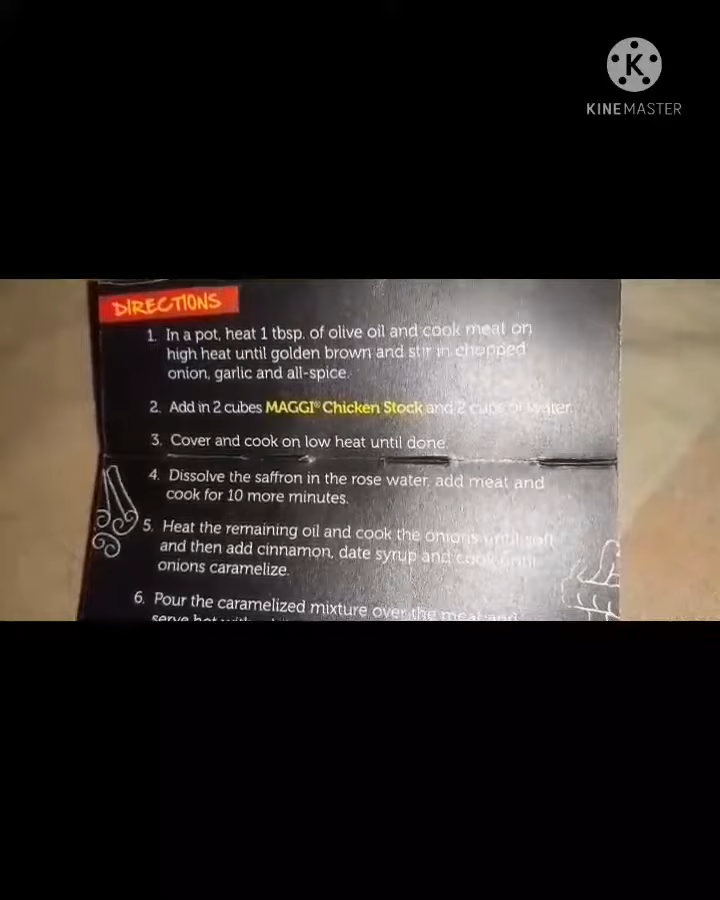 KINEMASTER
DIRECTIONS
1. In a pot, heat 1 tbsp. of olive oil and cook meat on
high heat until golden brown and stir in chopped
onion, garlic and all-spice.
2. Add in 2 cubes MAGGI® Chicken Stock and 2 cups of water.
3. Cover and cook on low heat until done.
4. Dissolve the saffron in the rose water, add meat and
cook for 10 more minutes.
5. Heat the remaining oil and cook the onions until soft
and then add cinnamon, date syrup and cook until
onions caramelize.
6. Pour the caramelized mixture over the meat and
serve hot